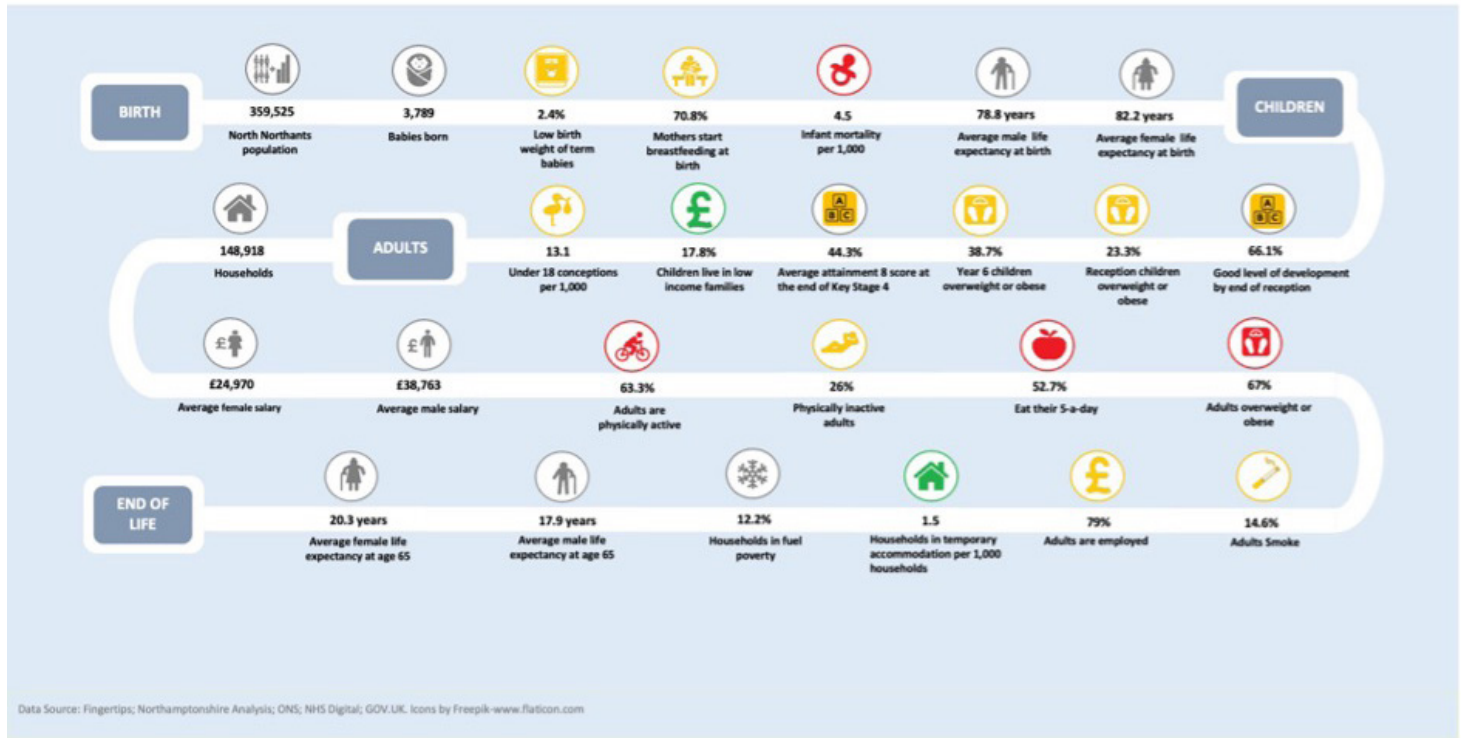 BIRTH
359,525
North Northants
population
3,789
Babies born
2.4%
Low birth
weight of term
babies
70.8%
Mothers start
breastfeeding at
birth
4.5
Infant mortality
per 1,000
78.8 years
Average male life
expectancy at birth
82.2 years
Average female life
expectancy at birth
CHILDREN
148,918
Households
ADULTS
13.1
Under 18 conceptions
per 1,000
£
17.8%
Children live in low
income families
A
B C
44.3%
Average attainment 8 score at
the end of Key Stage 4
38.7%
Year 6 children
overweight or obese
23.3%
Reception children
overweight or
obese
A
B C
66.1%
Good level of development
by end of reception
£
£24,970
Average female salary
£
£38,763
Average male salary
63.3%
Adults are
physically active
26%
Physically inactive
adults
52.7%
Eat their 5-a-day
67%
Adults overweight or
obese
END OF
LIFE
20.3 years
Average female life
expectancy at age 65
17.9 years
Average male life
expectancy at age 65
12.2%
Households in fuel
poverty
1.5
Households in temporary
accommodation per 1,000
households
£
79%
Adults are employed
14.6%
Adults Smoke
Data Source: Fingertips; Northamptonshire Analysis; ONS; NHS Digital; GOV.UK. Icons by Freepik-www.flaticon.com